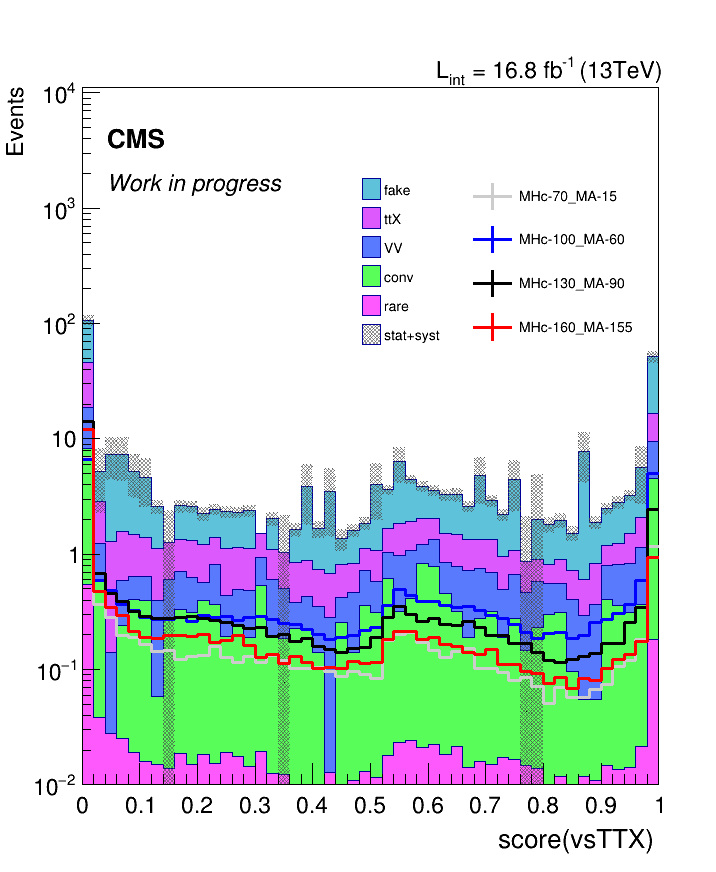 L_int = 16.8 fb^-1 (13TeV)
Events
CMS
Work in progress
fake
ttX
VV
conv
rare
stat+syst
MHc-70_MA-15
MHc-100_MA-60
MHc-130_MA-90
MHc-160_MA-155
10^4
10^3
10^2
10
1
10^-1
10^-2
0 0.1 0.2 0.3 0.4 0.5 0.6 0.7 0.8 0.9 1
score(vsTTX)